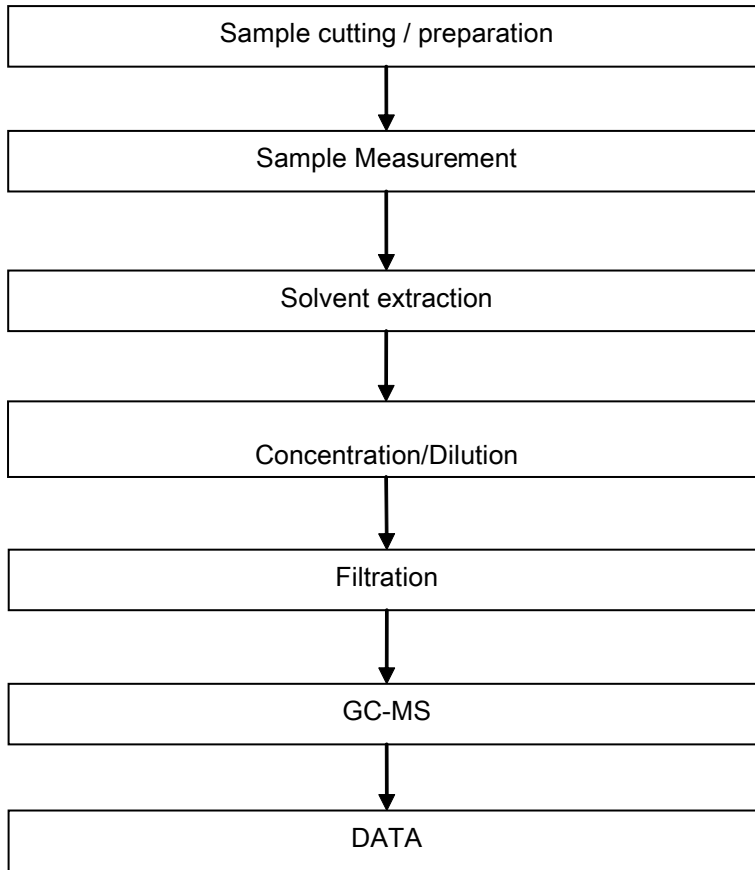 Sample cutting / preparation
Sample Measurement
Solvent extraction
Concentration/Dilution
Filtration
GC-MS
DATA